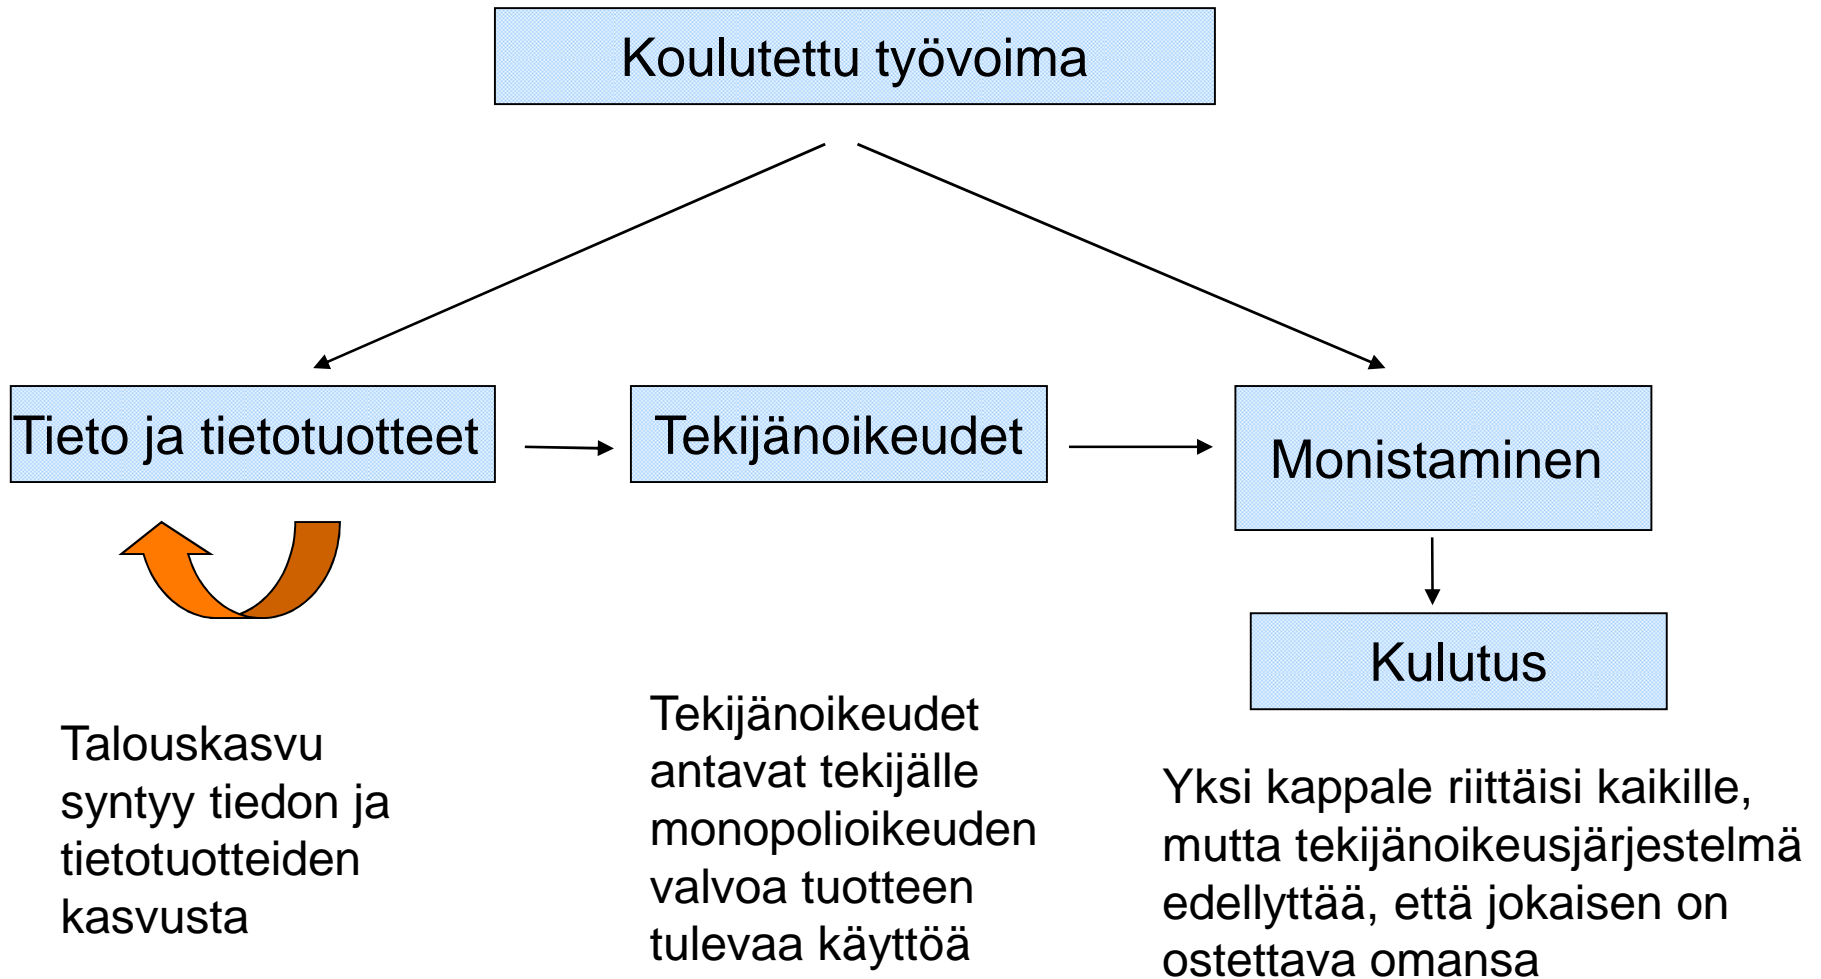 Koulutettu työvoima
Tieto ja tietotuotteet
Tekijänoikeudet
Monistaminen
Kulutus
Talouskasvu
syntyy tiedon ja
tietotuotteiden
kasvusta
Tekijänoikeudet
antavat tekijälle
monopolioikeuden
valvoa tuotteen
tulevaa käyttöä
Yksi kappale riittäisi kaikille,
mutta tekijänoikeusjärjestelmä
edellyttää, että jokaisen on
ostettava omansa